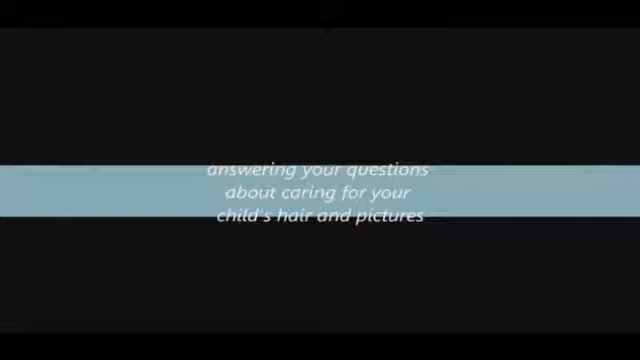 answering your questions
about caring for your
child's hair and pictures